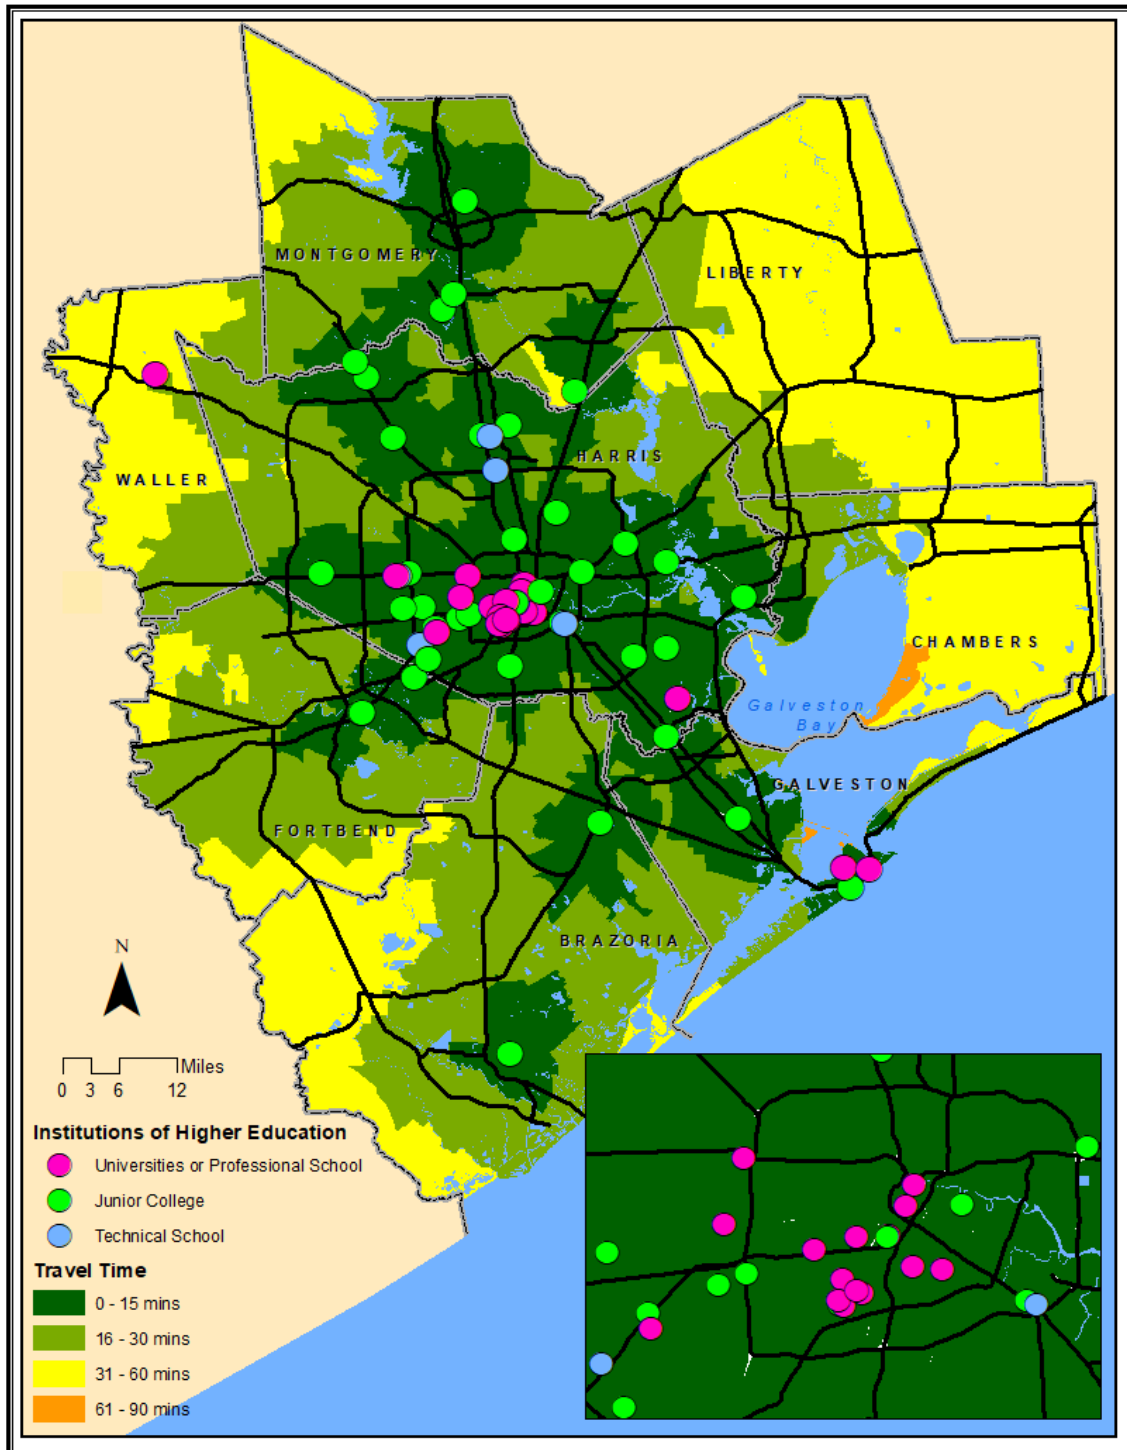 MONTGOMERY
LIBERTY
HARRIS
WALLER
CHAMBERS
Galveston
Bay
GALVESTON
FORTBEND
BRAZORIA
N
Miles
0 3 6 12
Institutions of Higher Education
Universities or Professional School
Junior College
Technical School
Travel Time
0 - 15 mins
16 - 30 mins
31 - 60 mins
61 - 90 mins